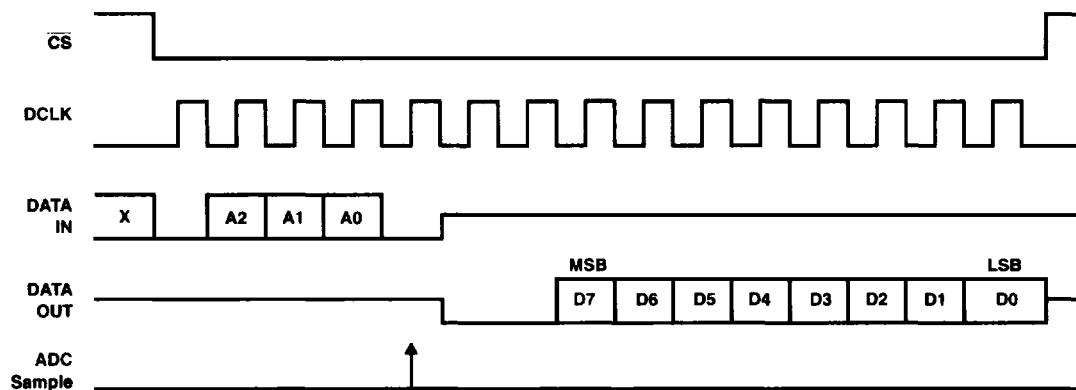 C̅S̅
DCLK
DATA
IN
X
A2
A1
A0
MSB
LSB
DATA
OUT
D7
D6
D5
D4
D3
D2
D1
D0
ADC
Sample